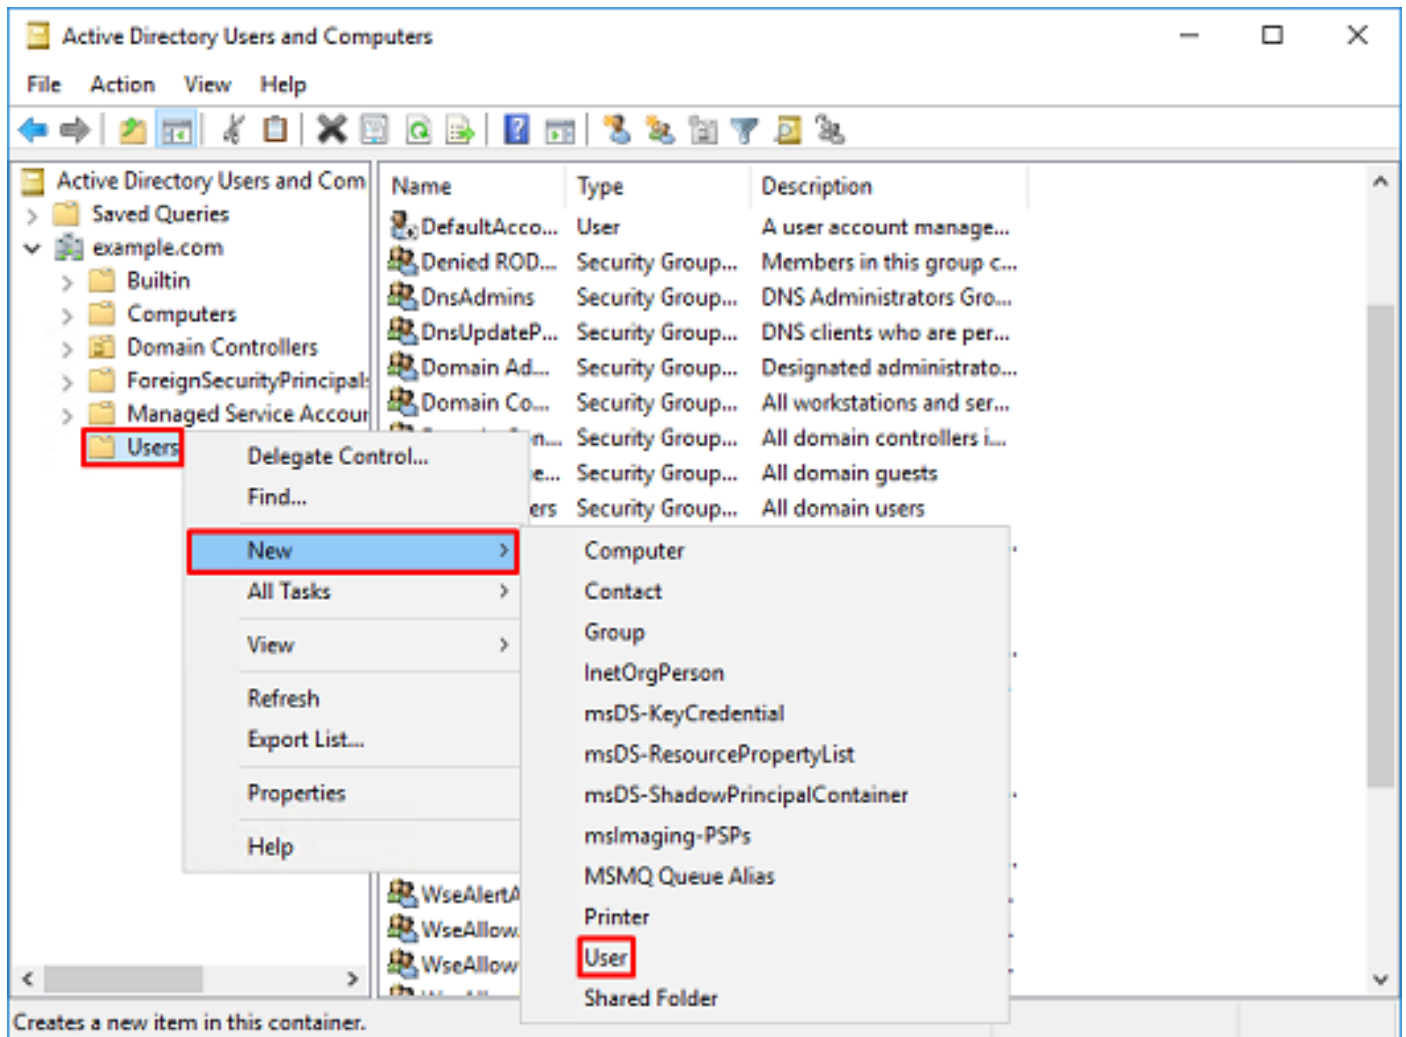 Active Directory Users and Computers
File Action View Help
Active Directory Users and Com
Saved Queries
example.com
Builtin
Computers
Domain Controllers
ForeignSecurityPrincipals
Managed Service Accour
Users
Name Type Description
DefaultAcco... User A user account manage...
Denied ROD... Security Group... Members in this group c...
DnsAdmins Security Group... DNS Administrators Gro...
DnsUpdateP... Security Group... DNS clients who are per...
Domain Ad... Security Group... Designated administrato...
Domain Co... Security Group... All workstations and ser...
on... Security Group... All domain controllers i...
e... Security Group... All domain guests
ers Security Group... All domain users
Delegate Control...
Find...
New
All Tasks
View
Refresh
Export List...
Properties
Help
Computer
Contact
Group
InetOrgPerson
msDS-KeyCredential
msDS-ResourcePropertyList
msDS-ShadowPrincipalContainer
msImaging-PSPs
MSMQ Queue Alias
Printer
User
Shared Folder
WseAlertA
WseAllow.
WseAllow
Creates a new item in this container.